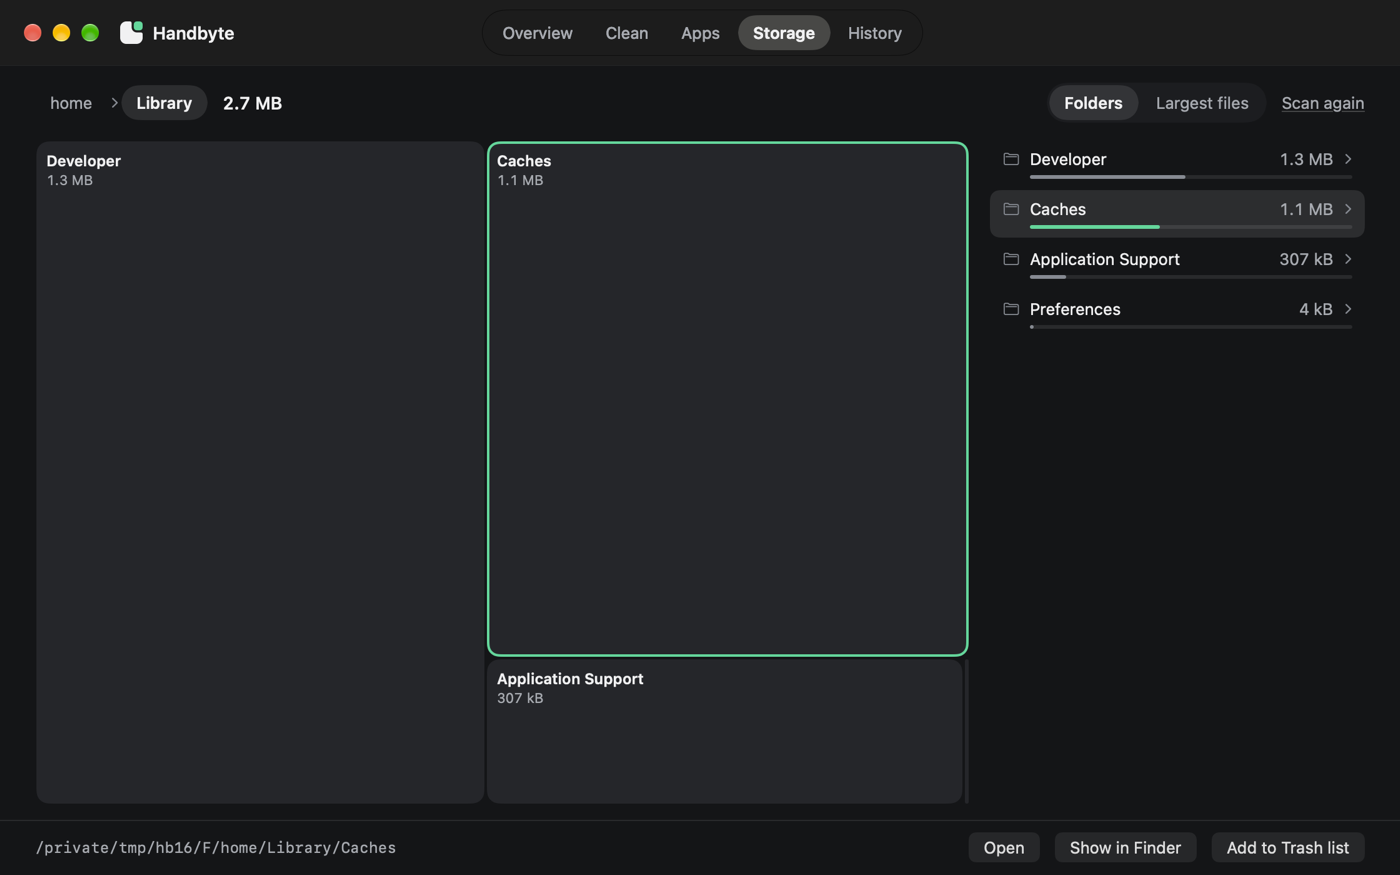 Handbyte
Overview Clean Apps Storage History
home Library 2.7 MB
Folders Largest files Scan again
Developer
1.3 MB
Caches
1.1 MB
Application Support
307 kB
Developer 1.3 MB
Caches 1.1 MB
Application Support 307 kB
Preferences 4 kB
/private/tmp/hb16/F/home/Library/Caches
Open Show in Finder Add to Trash list